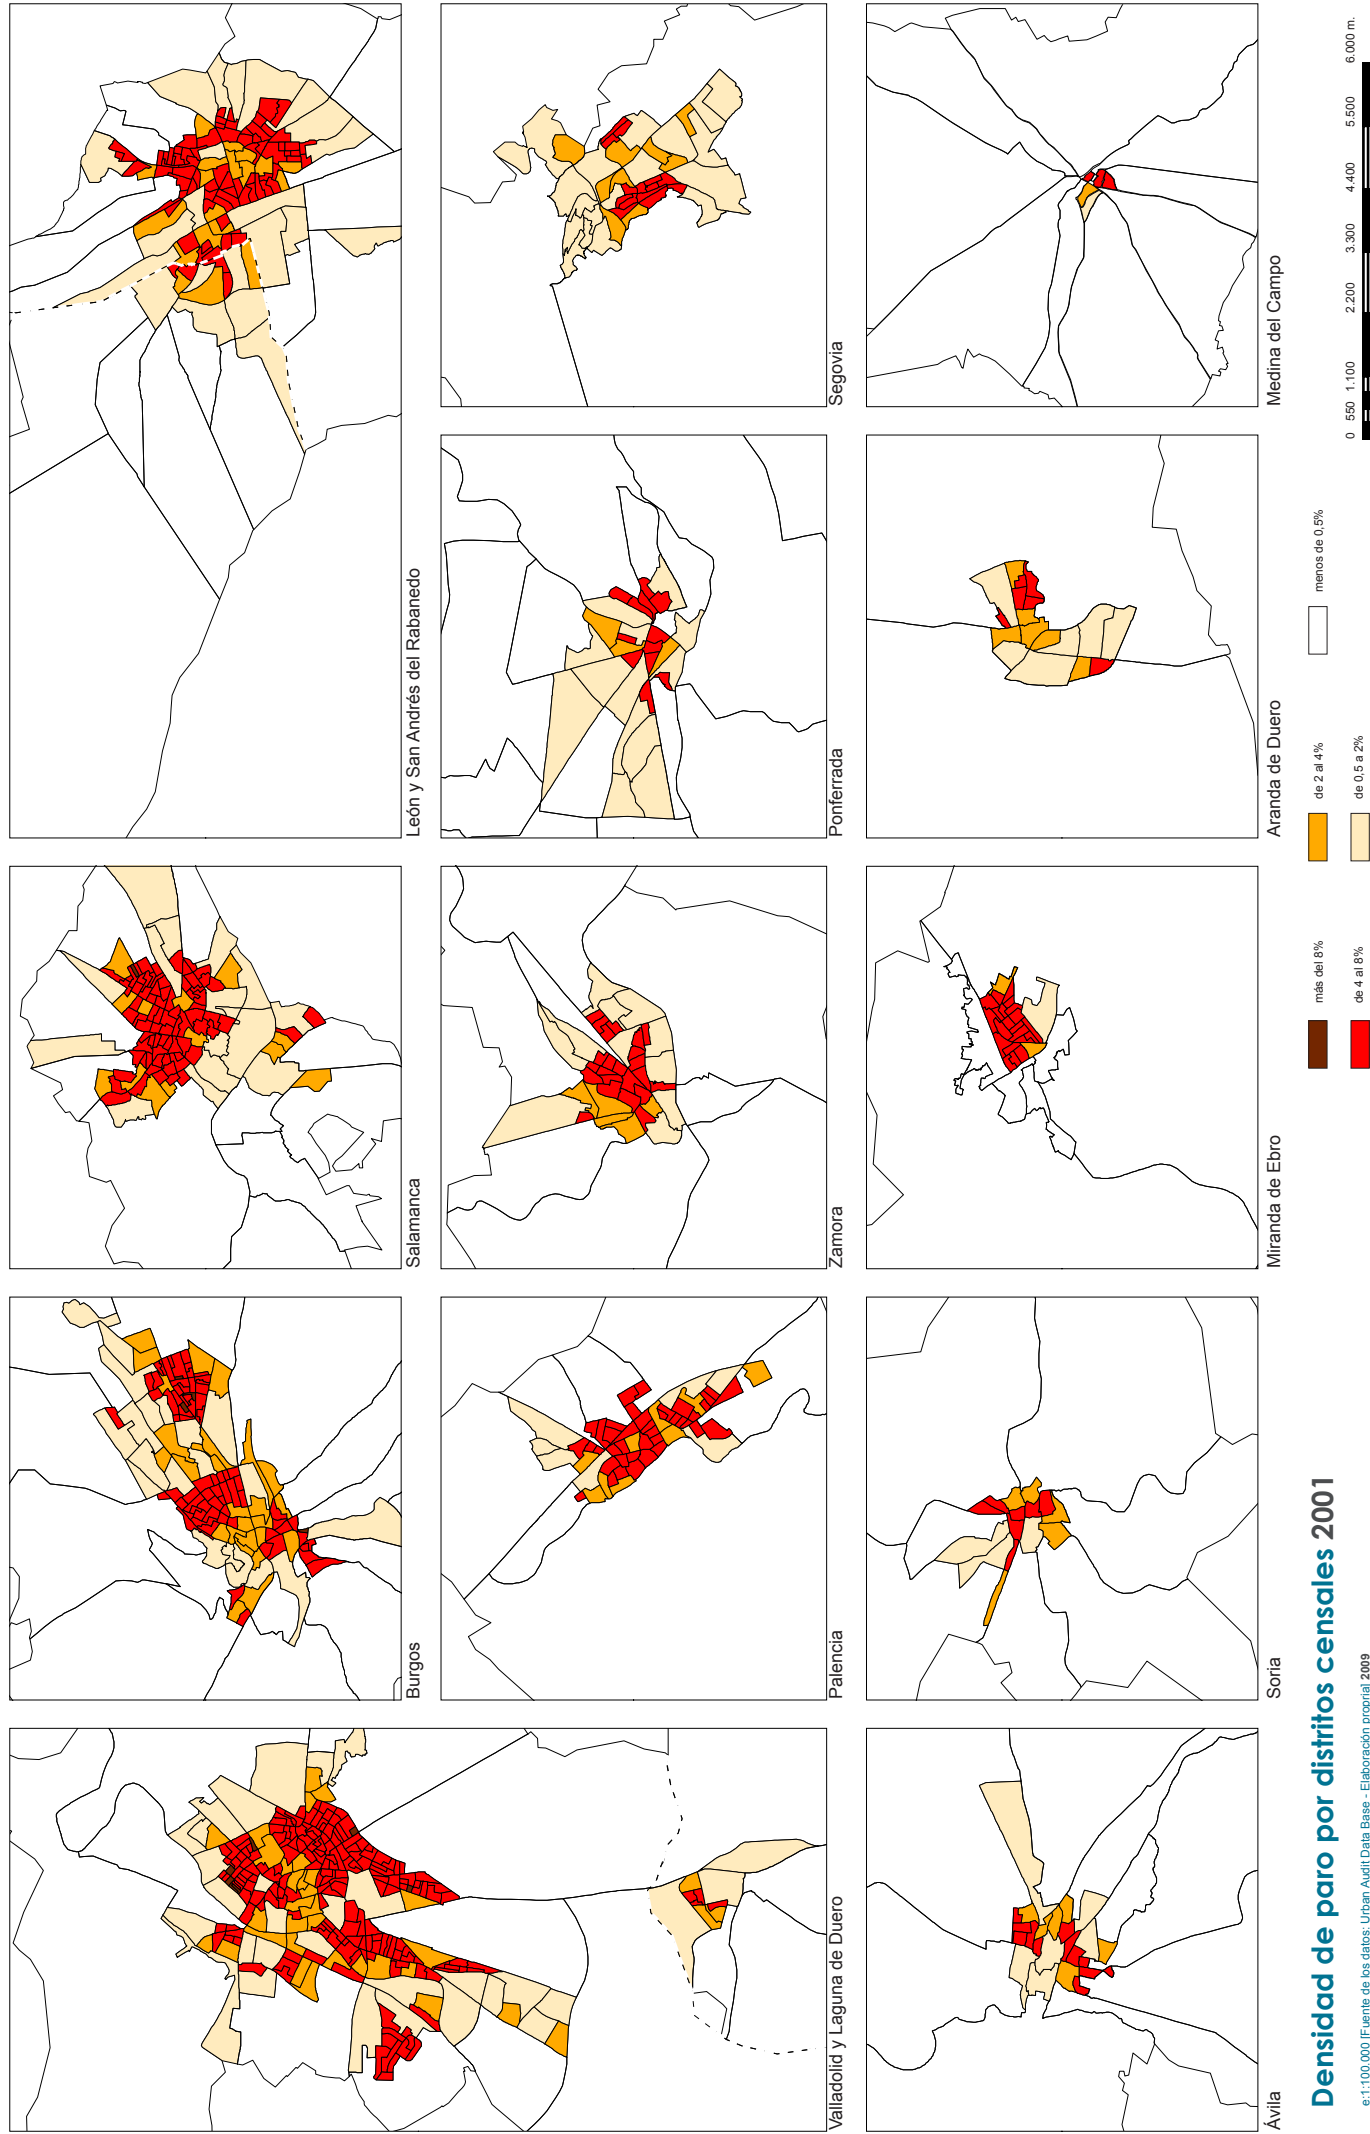 Valladolid y Laguna de Duero
Burgos
Salamanca
León y San Andrés del Rabanedo
Palencia
Zamora
Ponferrada
Segovia
Ávila
Soria
Miranda de Ebro
Aranda de Duero
Medina del Campo
Densidad de paro por distritos censales 2001
e:1:100.000 [Fuente de los datos: Urban Audit Data Base - Elaboración propria] 2009
más del 8%
de 4 al 8%
de 2 al 4%
de 0,5 a 2%
menos de 0,5%
0 550 1.100 2.200 3.300 4.400 5.500 6.000 m.